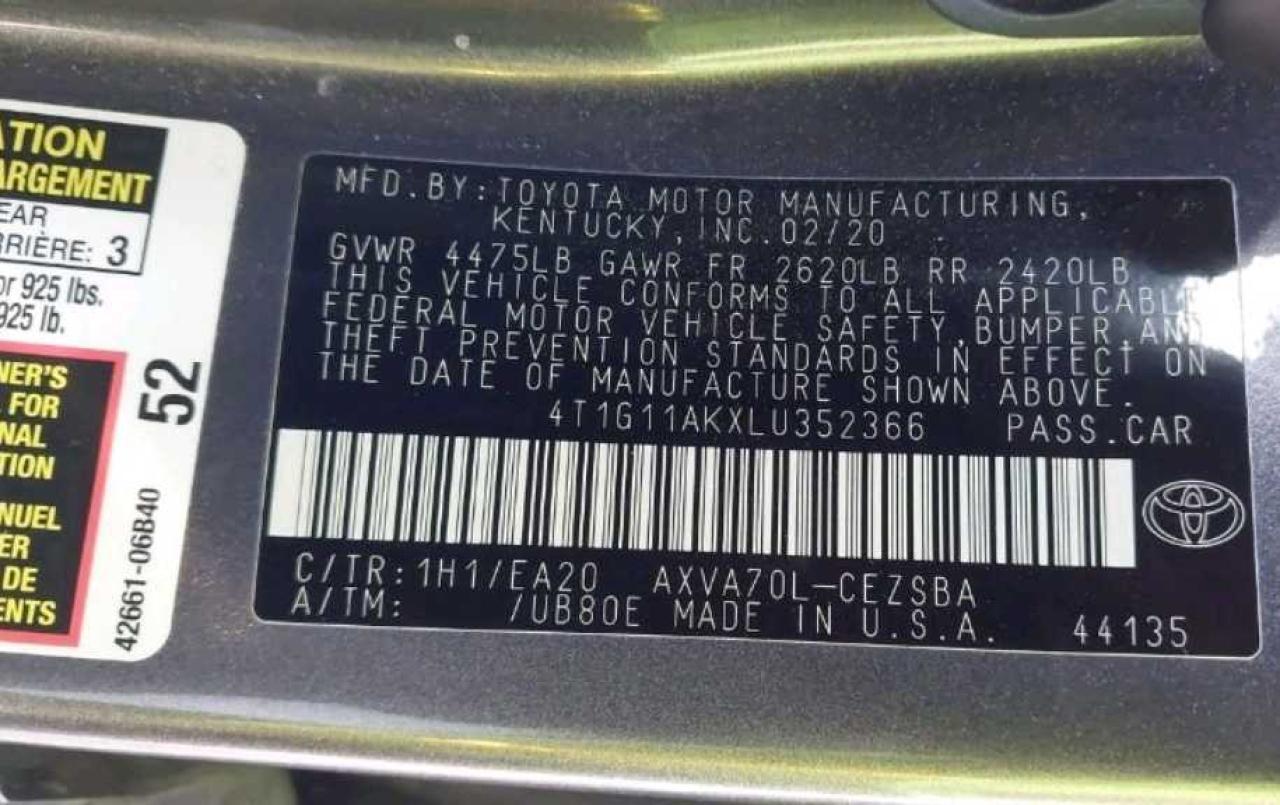 ATION
ARGEMENT
EAR
RRIÈRE: 3
or 925 lbs.
925 lb.
NER'S
FOR
NAL
TION
NUEL
ER
DE
ENTS
52
42661-06B40
MFD.BY:TOYOTA MOTOR MANUFACTURING,
KENTUCKY,INC.02/20
GVWR 4475LB GAWR FR 2620LB RR 2420LB
THIS VEHICLE CONFORMS TO ALL APPLICABLE
FEDERAL MOTOR VEHICLE SAFETY,BUMPER,AND
THEFT PREVENTION STANDARDS IN EFFECT ON
THE DATE OF MANUFACTURE SHOWN ABOVE.
4T1G11AKXLU352366 PASS.CAR
C/TR:1H1/EA20 AXVA70L-CEZSBA
A/TM: /UB80E MADE IN U.S.A. 44135